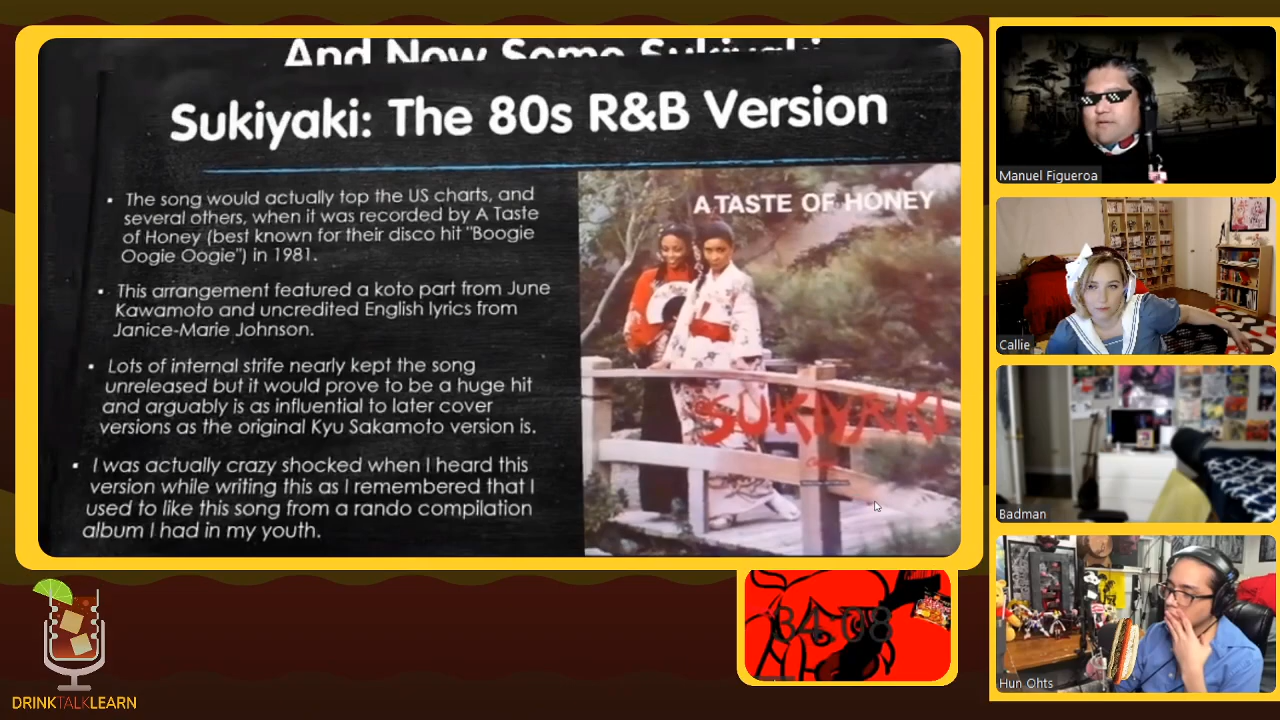 And Now Some Sukiyaki
Sukiyaki: The 80s R&B Version
▪ The song would actually top the US charts, and
several others, when it was recorded by A Taste
of Honey (best known for their disco hit "Boogie
Oogie Oogie") in 1981.
▪ This arrangement featured a koto part from June
Kawamoto and uncredited English lyrics from
Janice-Marie Johnson.
▪ Lots of internal strife nearly kept the song
unreleased but it would prove to be a huge hit
and arguably is as influential to later cover
versions as the original Kyu Sakamoto version is.
▪ I was actually crazy shocked when I heard this
version while writing this as I remembered that I
used to like this song from a rando compilation
album I had in my youth.
A TASTE OF HONEY
SUKIYAKI
Manuel Figueroa
Callie
Badman
Hun Ohts
DRINKTALKLEARN